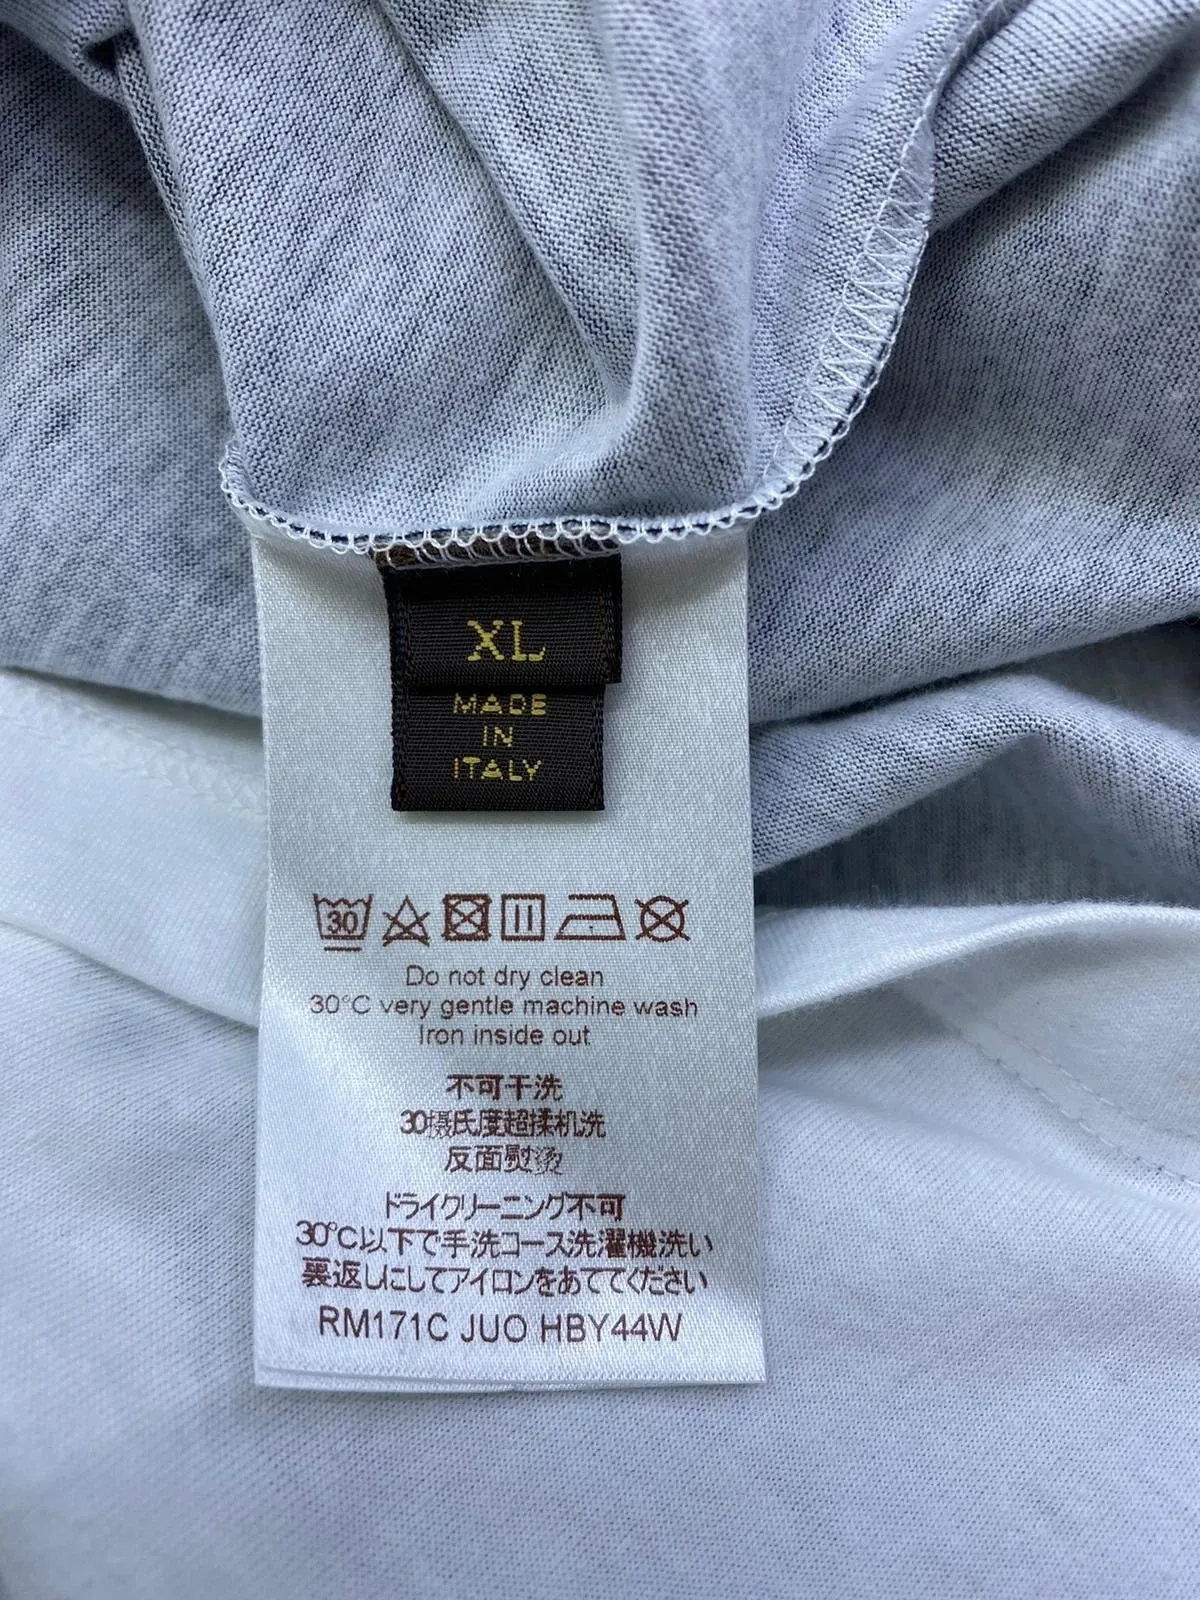 XL
MADE
IN
ITALY
30
Do not dry clean
30°C very gentle machine wash
Iron inside out
不可干洗
30摄氏度超揉机洗
反面熨烫
ドライクリーニング不可
30°C以下で手洗コース洗濯機洗い
裏返しにしてアイロンをあててください
RM171C JUO HBY44W